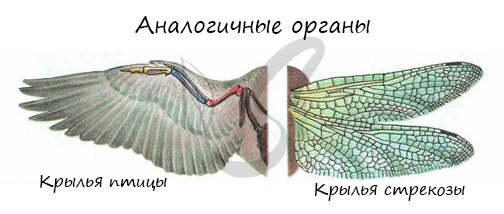 Аналогичные органы
Крылья птицы
Крылья стрекозы